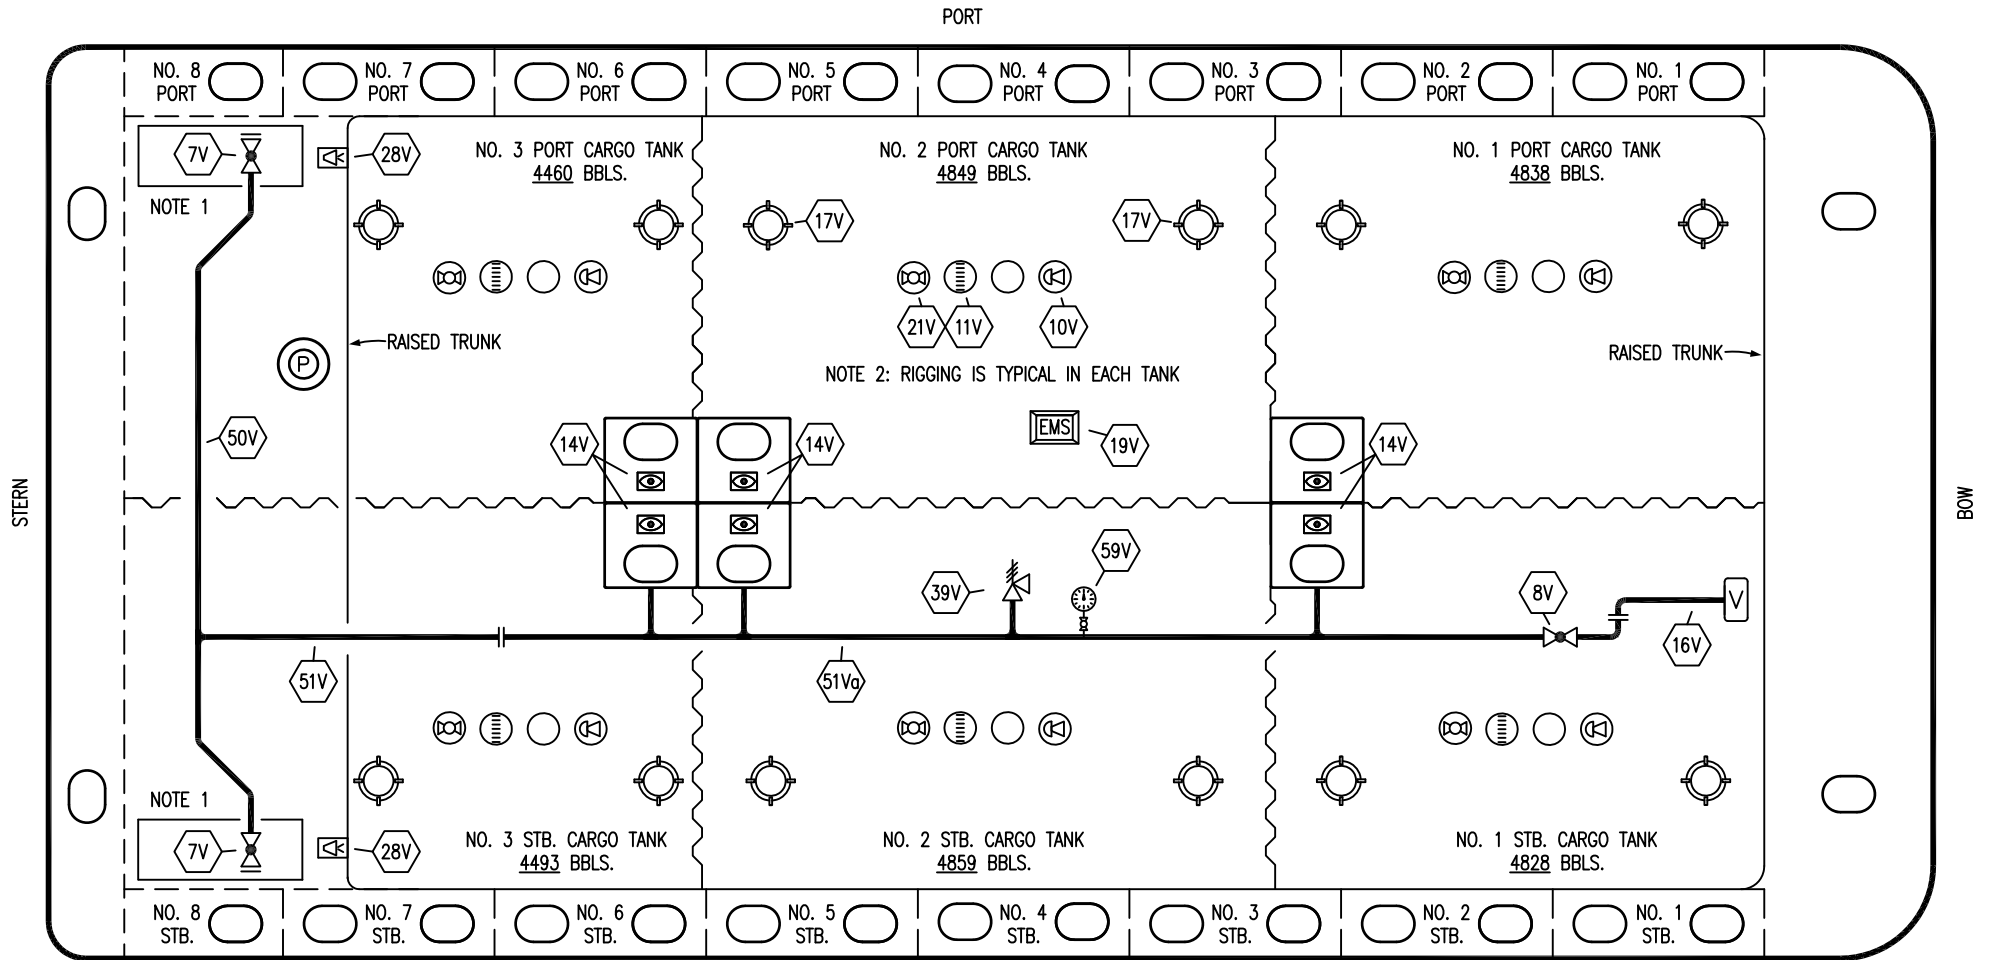 PORT
NO. 8
PORT
NO. 7
PORT
NO. 6
PORT
NO. 5
PORT
NO. 4
PORT
NO. 3
PORT
NO. 2
PORT
NO. 1
PORT
7V
28V
NO. 3 PORT CARGO TANK
4460 BBLS.
NO. 2 PORT CARGO TANK
4849 BBLS.
NO. 1 PORT CARGO TANK
4838 BBLS.
NOTE 1
17V
17V
21V
11V
10V
RAISED TRUNK
RAISED TRUNK
P
NOTE 2: RIGGING IS TYPICAL IN EACH TANK
50V
14V
14V
EMS
19V
14V
STERN
BOW
59V
39V
8V
V
16V
51V
51Va
NOTE 1
7V
28V
NO. 3 STB. CARGO TANK
4493 BBLS.
NO. 2 STB. CARGO TANK
4859 BBLS.
NO. 1 STB. CARGO TANK
4828 BBLS.
NO. 8
STB.
NO. 7
STB.
NO. 6
STB.
NO. 5
STB.
NO. 4
STB.
NO. 3
STB.
NO. 2
STB.
NO. 1
STB.